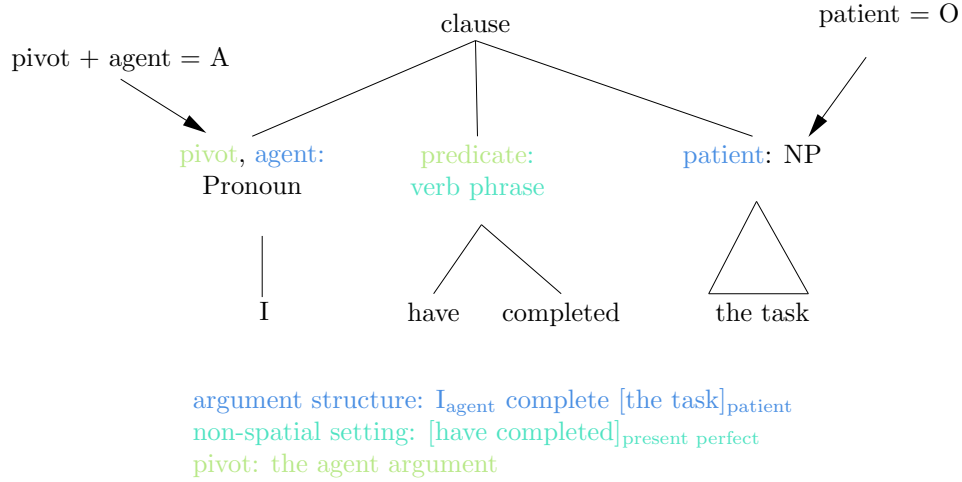 clause
patient = O
pivot + agent = A
pivot, agent:
Pronoun
predicate:
verb phrase
patient: NP
I
have
completed
the task
argument structure: I_agent complete [the task]_patient
non-spatial setting: [have completed]_present perfect
pivot: the agent argument